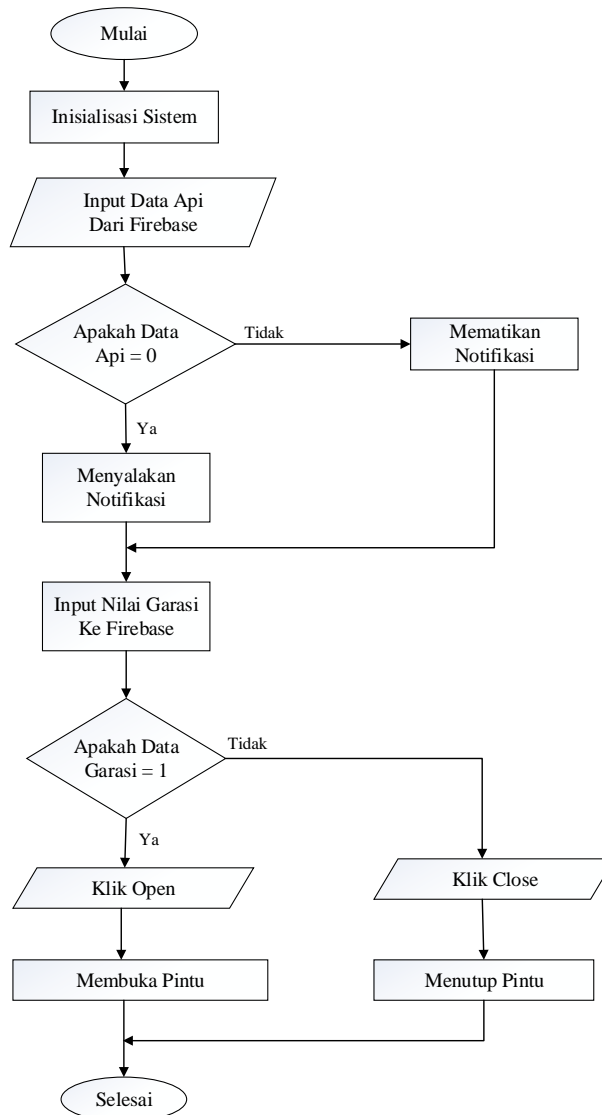 Mulai
Inisialisasi Sistem
Input Data Api
Dari Firebase
Apakah Data
Api = 0
Tidak
Mematikan
Notifikasi
Ya
Menyalakan
Notifikasi
Input Nilai Garasi
Ke Firebase
Apakah Data
Garasi = 1
Tidak
Ya
Klik Open
Klik Close
Membuka Pintu
Menutup Pintu
Selesai